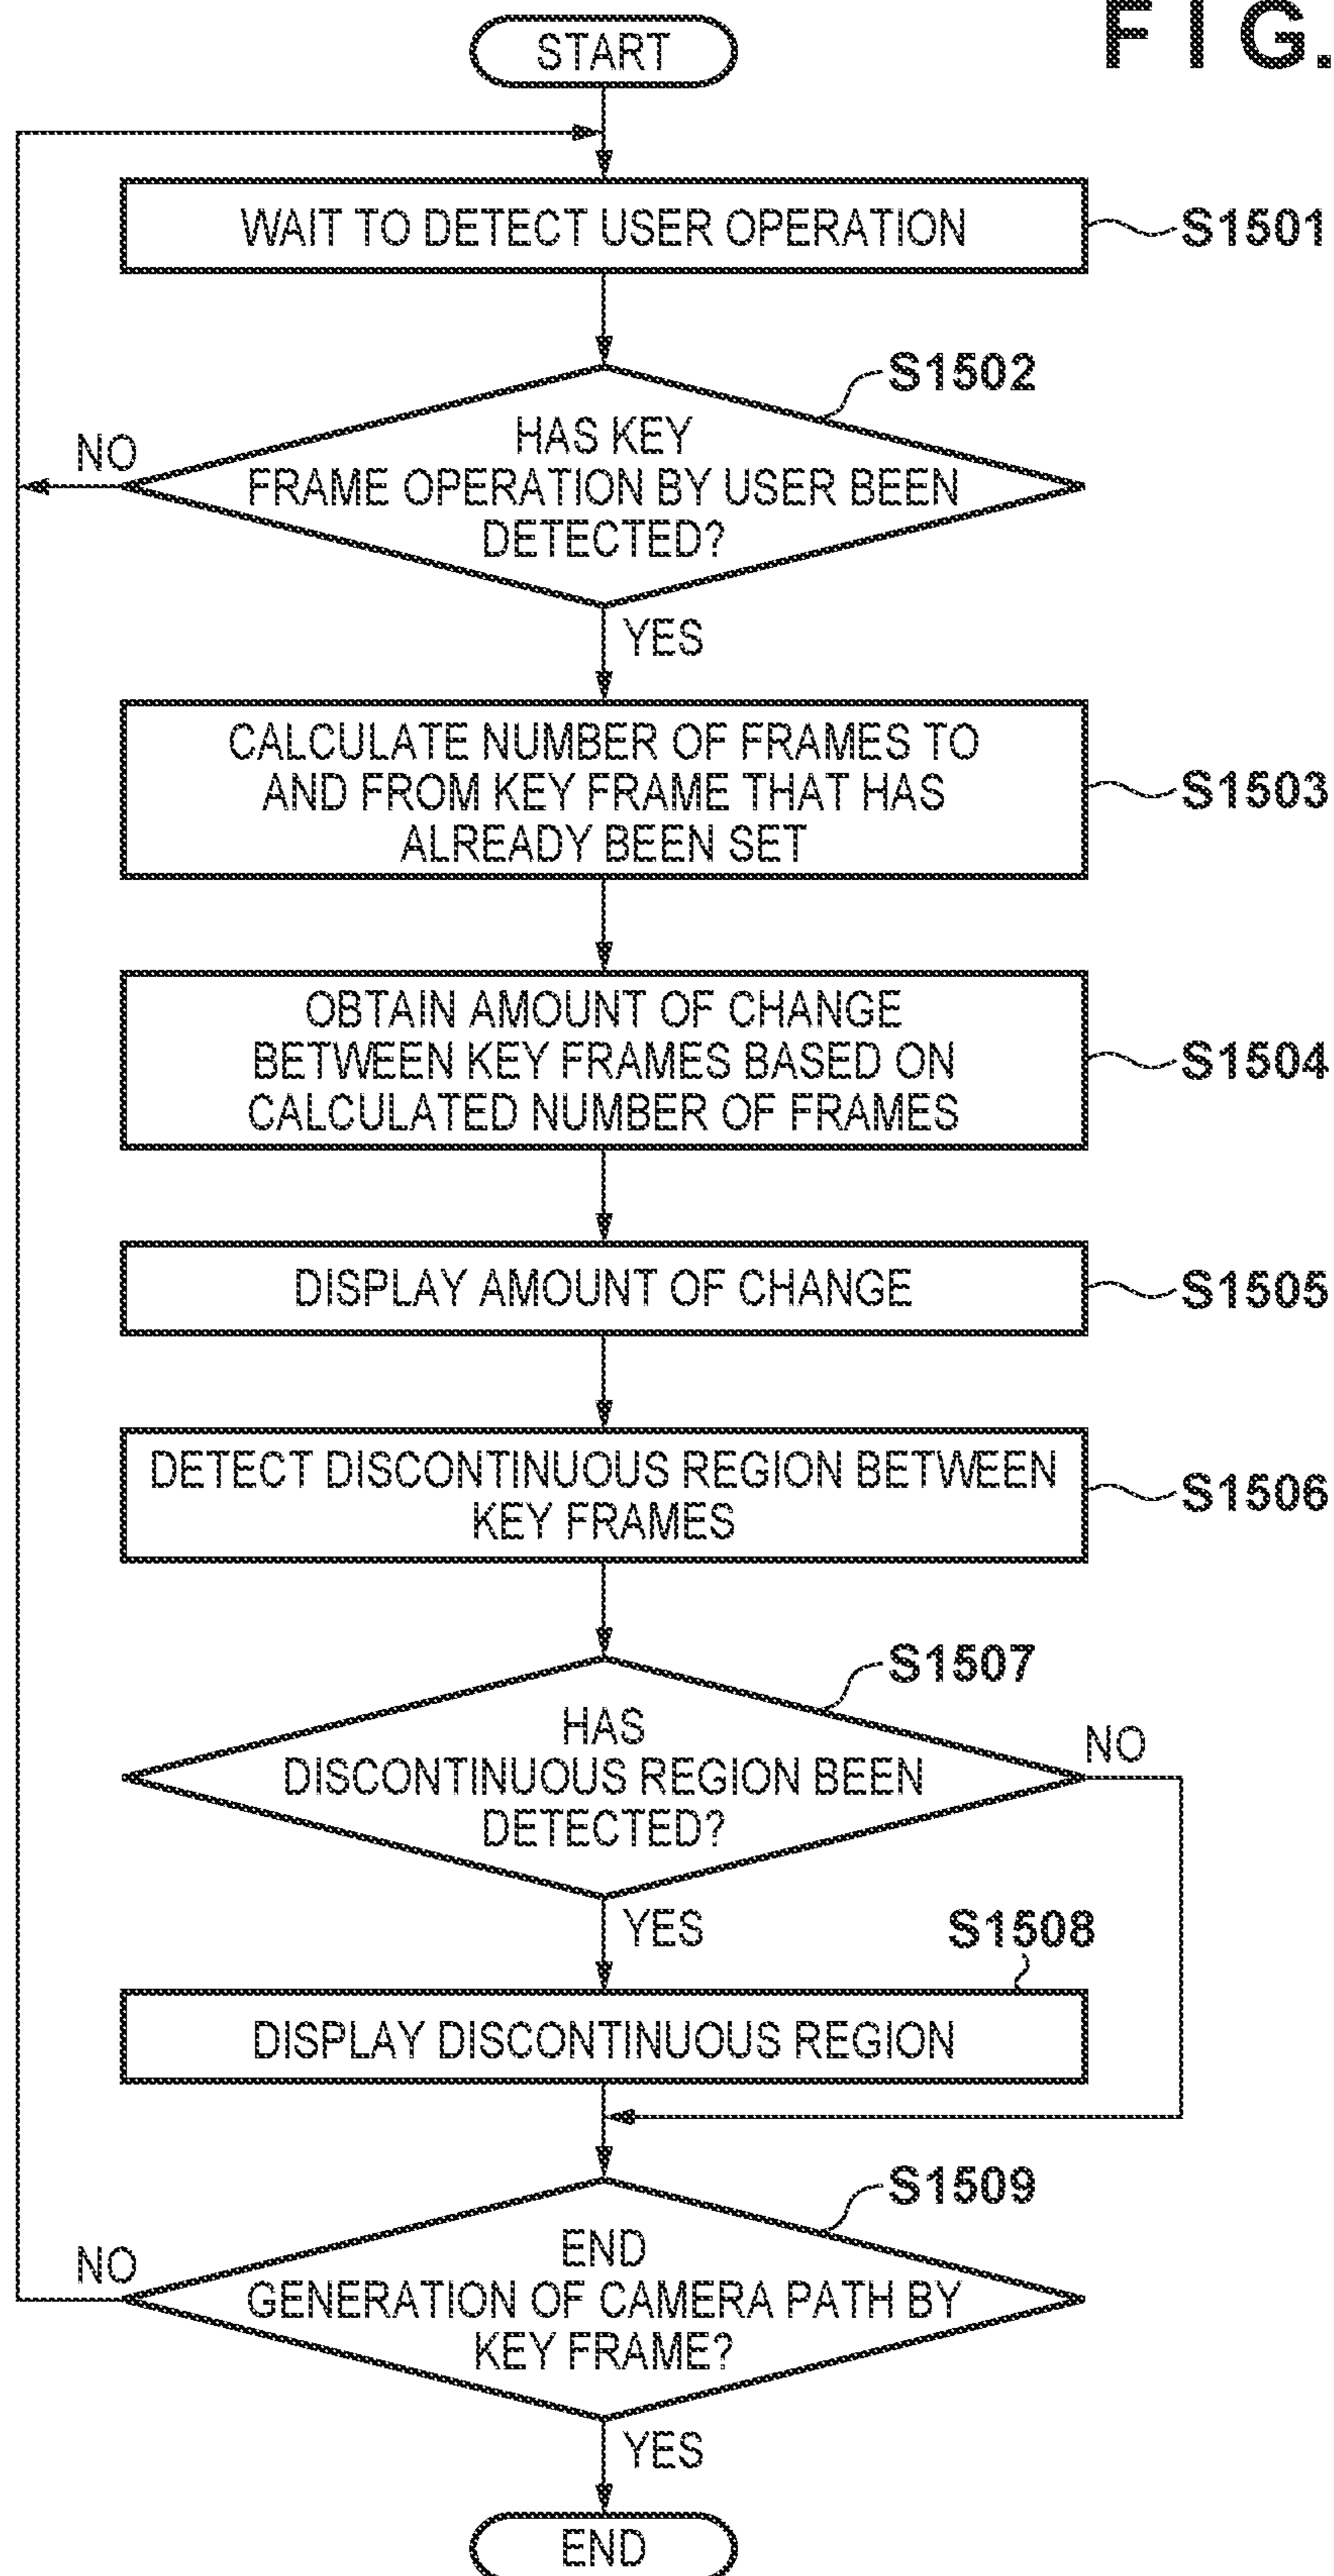 FIG.
START
WAIT TO DETECT USER OPERATION
S1501
S1502
HAS KEY
FRAME OPERATION BY USER BEEN
DETECTED?
NO
YES
CALCULATE NUMBER OF FRAMES TO
AND FROM KEY FRAME THAT HAS
ALREADY BEEN SET
S1503
OBTAIN AMOUNT OF CHANGE
BETWEEN KEY FRAMES BASED ON
CALCULATED NUMBER OF FRAMES
S1504
DISPLAY AMOUNT OF CHANGE
S1505
DETECT DISCONTINUOUS REGION BETWEEN
KEY FRAMES
S1506
S1507
HAS
DISCONTINUOUS REGION BEEN
DETECTED?
NO
YES
S1508
DISPLAY DISCONTINUOUS REGION
S1509
END
GENERATION OF CAMERA PATH BY
KEY FRAME?
NO
YES
END